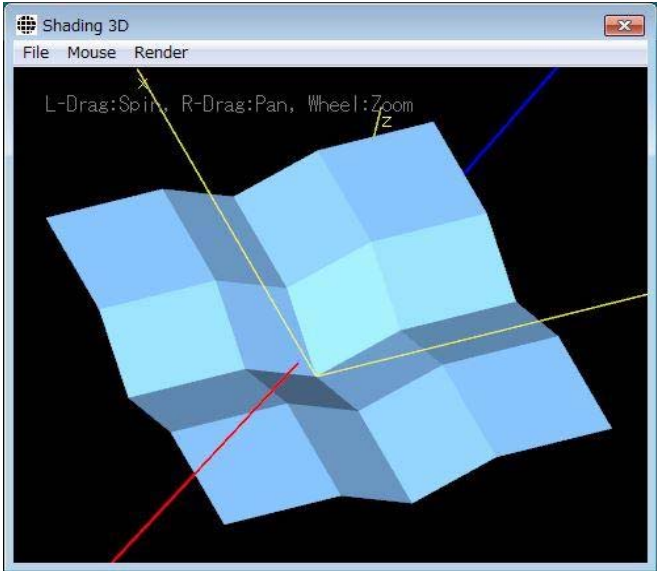 Shading 3D
File Mouse Render
x
L-Drag:Spin, R-Drag:Pan, Wheel:Zoom
z